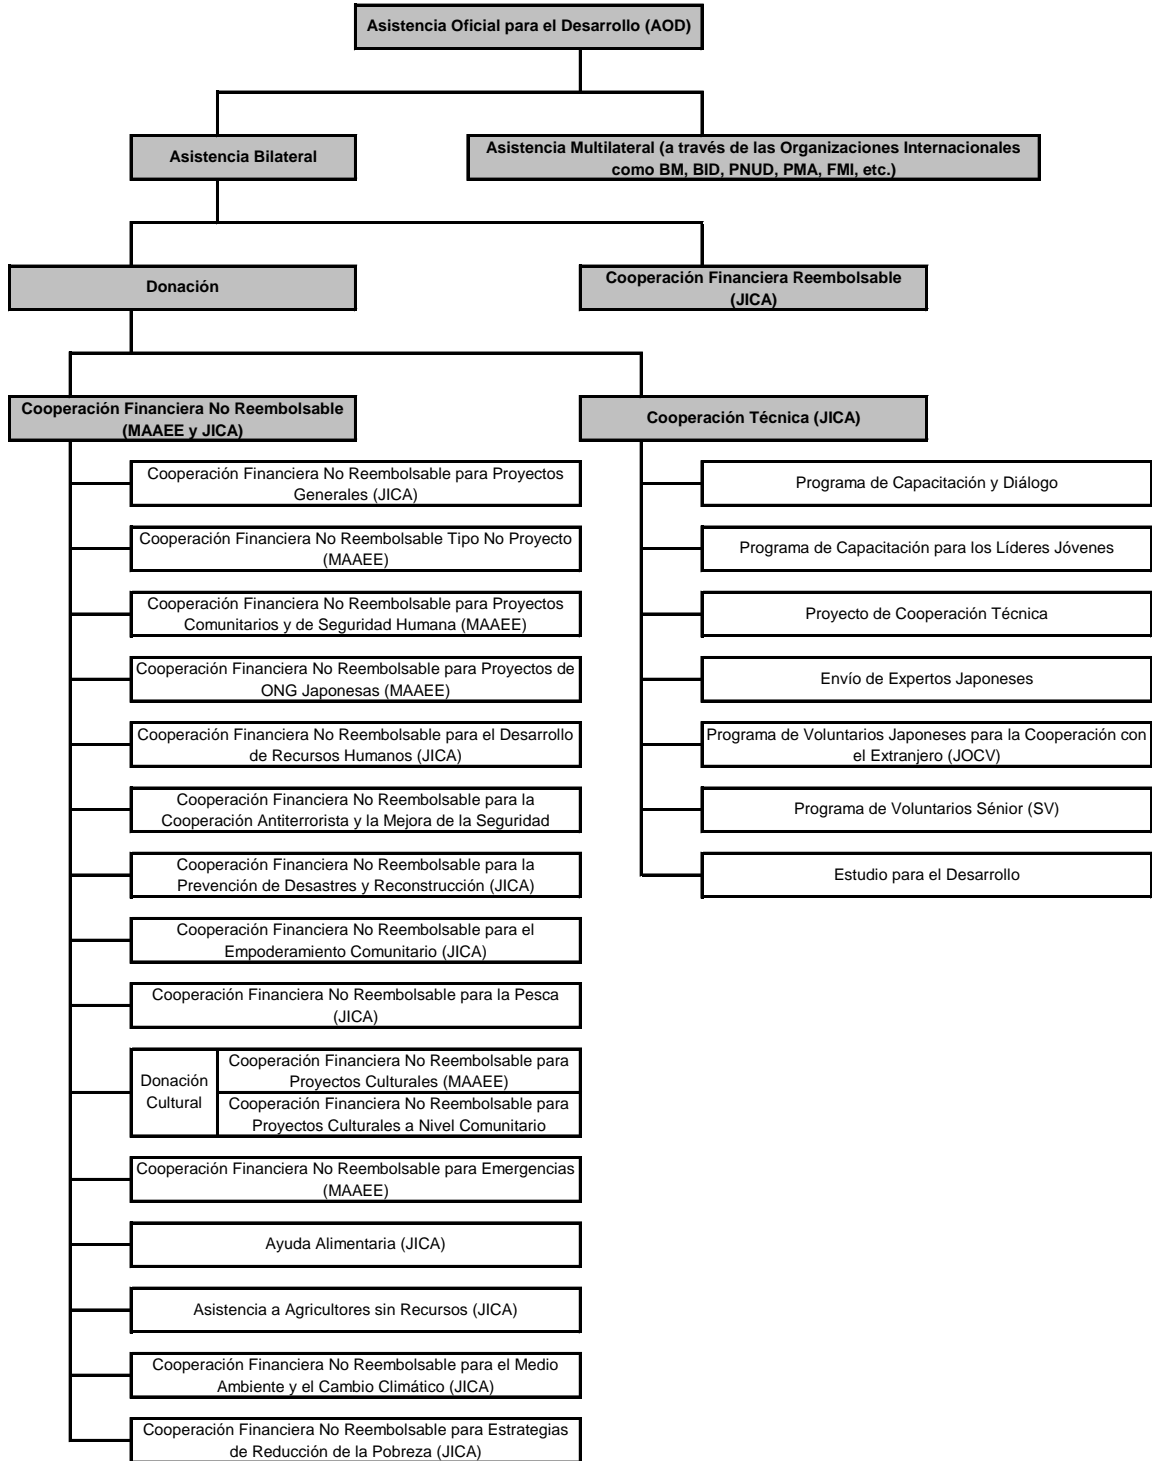 Asistencia Oficial para el Desarrollo (AOD)
Asistencia Bilateral
Asistencia Multilateral (a través de las Organizaciones Internacionales
como BM, BID, PNUD, PMA, FMI, etc.)
Donación
Cooperación Financiera Reembolsable
(JICA)
Cooperación Financiera No Reembolsable
(MAAEE y JICA)
Cooperación Técnica (JICA)
Cooperación Financiera No Reembolsable para Proyectos
Generales (JICA)
Cooperación Financiera No Reembolsable Tipo No Proyecto
(MAAEE)
Cooperación Financiera No Reembolsable para Proyectos
Comunitarios y de Seguridad Humana (MAAEE)
Cooperación Financiera No Reembolsable para Proyectos de
ONG Japonesas (MAAEE)
Cooperación Financiera No Reembolsable para el Desarrollo
de Recursos Humanos (JICA)
Cooperación Financiera No Reembolsable para la
Cooperación Antiterrorista y la Mejora de la Seguridad
Cooperación Financiera No Reembolsable para la
Prevención de Desastres y Reconstrucción (JICA)
Cooperación Financiera No Reembolsable para el
Empoderamiento Comunitario (JICA)
Cooperación Financiera No Reembolsable para la Pesca
(JICA)
Donación
Cultural
Cooperación Financiera No Reembolsable para
Proyectos Culturales (MAAEE)
Cooperación Financiera No Reembolsable para
Proyectos Culturales a Nivel Comunitario
Cooperación Financiera No Reembolsable para Emergencias
(MAAEE)
Ayuda Alimentaria (JICA)
Asistencia a Agricultores sin Recursos (JICA)
Cooperación Financiera No Reembolsable para el Medio
Ambiente y el Cambio Climático (JICA)
Cooperación Financiera No Reembolsable para Estrategias
de Reducción de la Pobreza (JICA)
Programa de Capacitación y Diálogo
Programa de Capacitación para los Líderes Jóvenes
Proyecto de Cooperación Técnica
Envío de Expertos Japoneses
Programa de Voluntarios Japoneses para la Cooperación con
el Extranjero (JOCV)
Programa de Voluntarios Sénior (SV)
Estudio para el Desarrollo